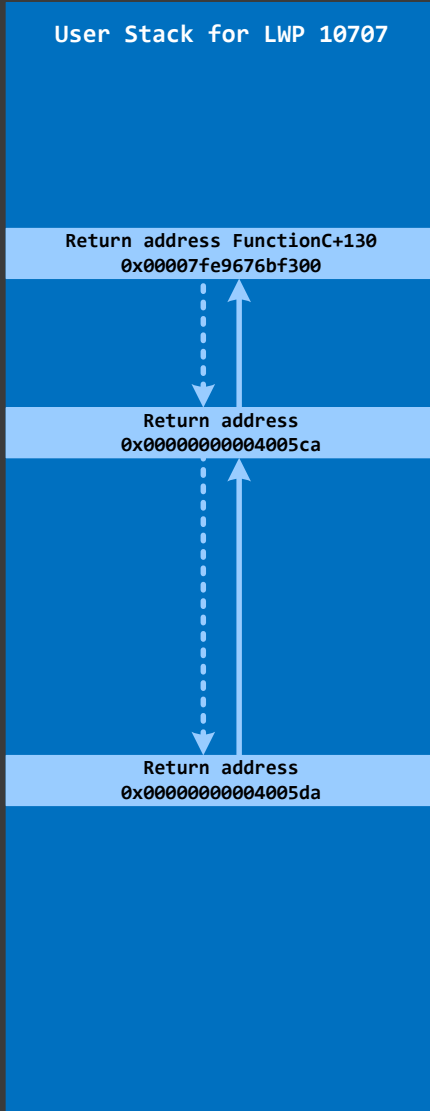 User Stack for LWP 10707
Return address FunctionC+130
0x00007fe9676bf300
Return address
0x00000000004005ca
Return address
0x00000000004005da